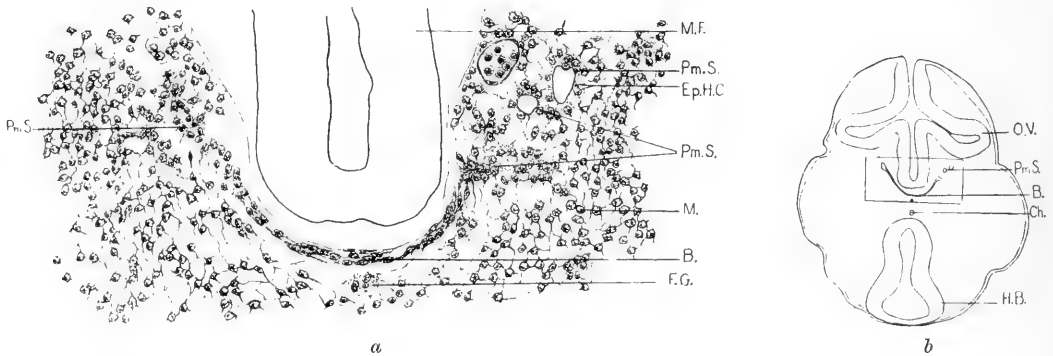 M.F.
Pm.S.
Ep.H.C
Pm.S.
Pm.S.
M.
B.
F.G.
a
O.V.
Pm.S.
B.
Ch.
H.B.
b